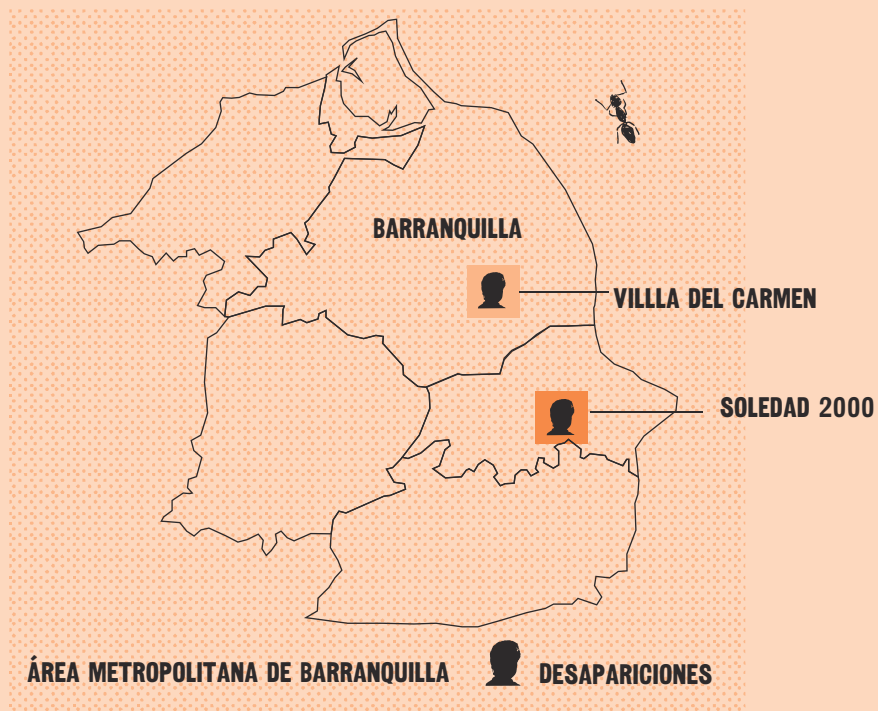 BARRANQUILLA
VILLLA DEL CARMEN
SOLEDAD 2000
ÁREA METROPOLITANA DE BARRANQUILLA
DESAPARICIONES